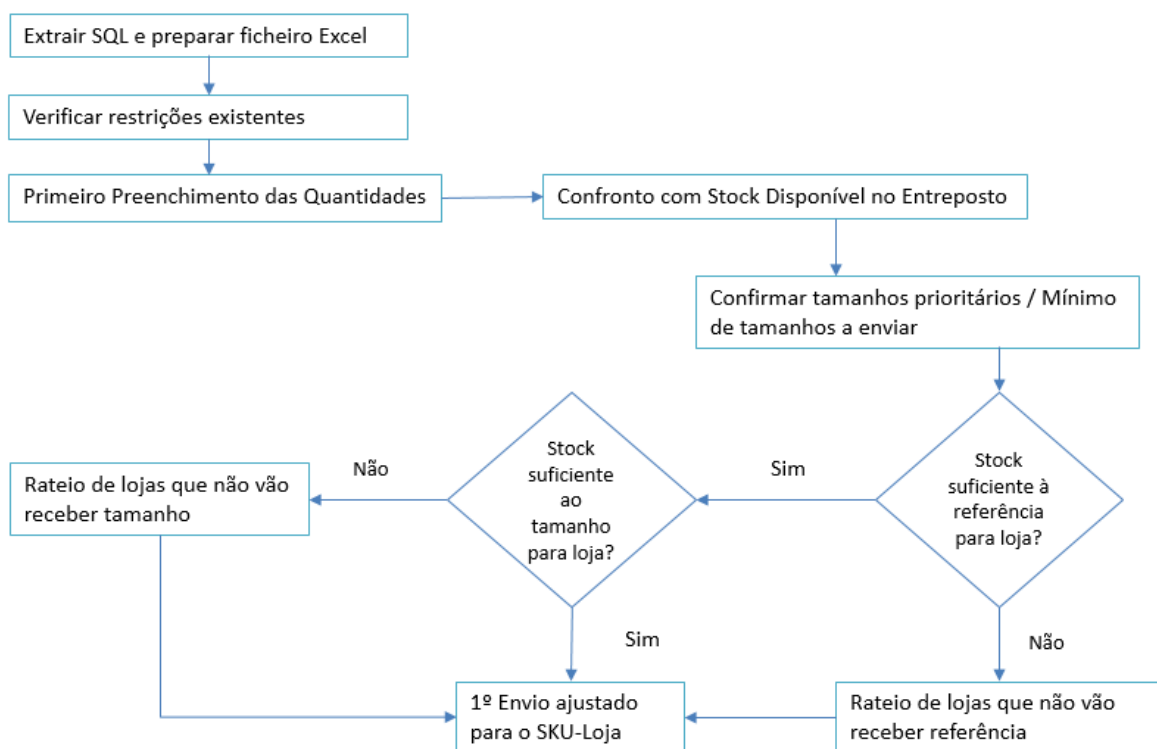 Extrair SQL e preparar ficheiro Excel
Verificar restrições existentes
Primeiro Preenchimento das Quantidades
Confronto com Stock Disponível no Entreposto
Confirmar tamanhos prioritários / Mínimo
de tamanhos a enviar
Stock
suficiente à
referência
para loja?
Sim
Stock
suficiente
ao
tamanho
para loja?
Não
Rateio de lojas que não vão
receber tamanho
Sim
Não
1º Envio ajustado
para o SKU-Loja
Rateio de lojas que não vão
receber referência